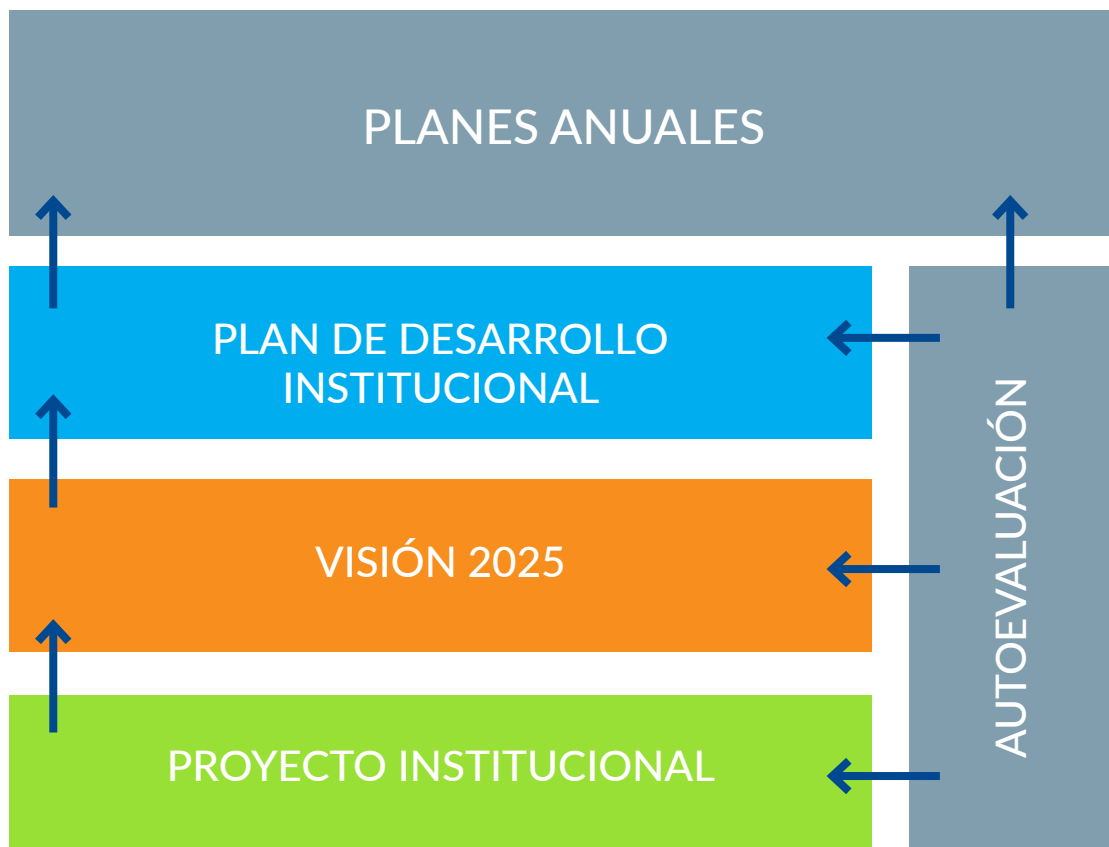 PLANES ANUALES
PLAN DE DESARROLLO
INSTITUCIONAL
VISIÓN 2025
PROYECTO INSTITUCIONAL
AUTOEVALUACIÓN